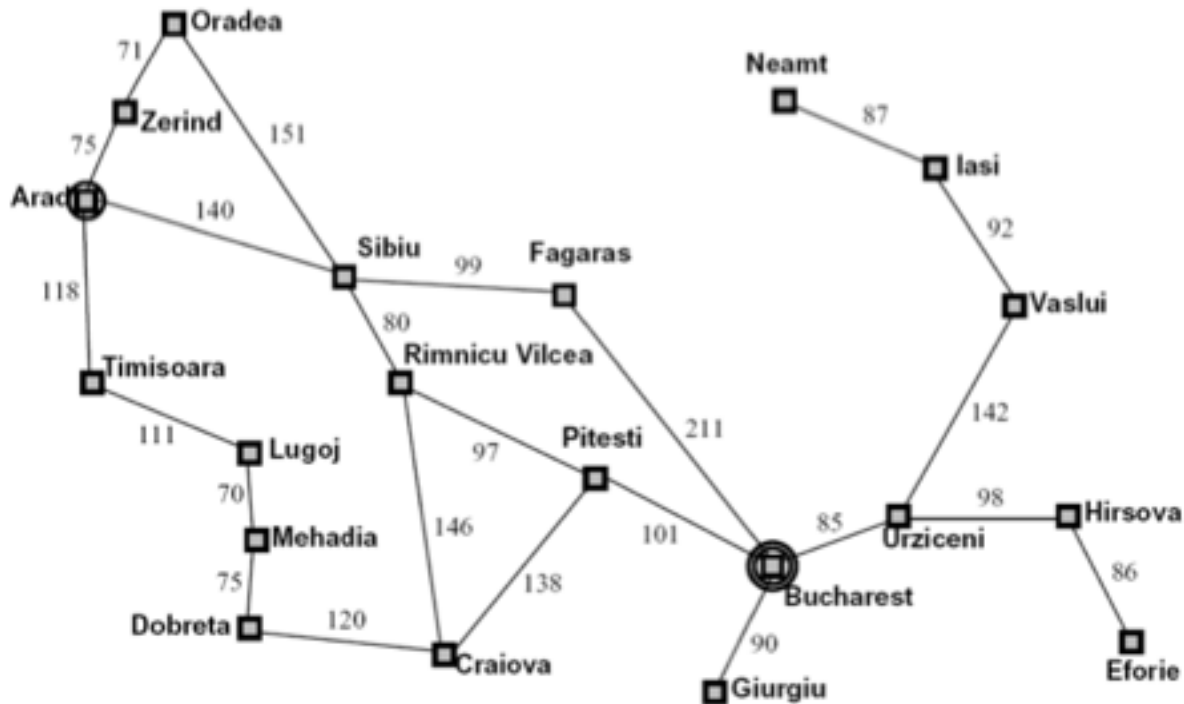 Oradea
71
Neamt
87
Zerind
151
75
Iasi
Arad
140
92
Sibiu
Fagaras
99
118
Vaslui
80
Timisoara
Rimnicu Vilcea
142
111
Lugoj
97
Pitesti
211
70
98
Hirsova
Mehadia
146
101
85
Urziceni
75
138
86
Bucharest
Dobreta
120
90
Craiova
Giurgiu
Eforie